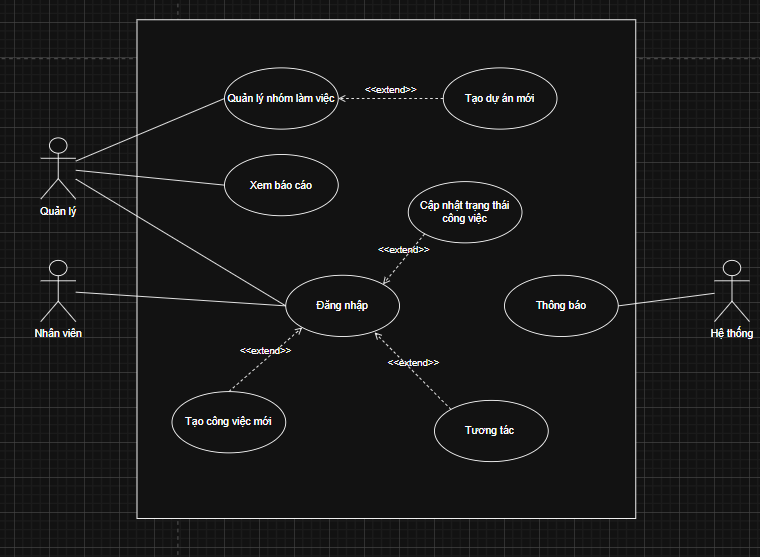 Quản lý nhóm làm việc
<<extend>>
Tạo dự án mới
Quản lý
Xem báo cáo
Cập nhật trạng thái
công việc
<<extend>>
Nhân viên
Đăng nhập
Thông báo
Hệ thống
<<extend>>
<<extend>>
Tạo công việc mới
Tương tác